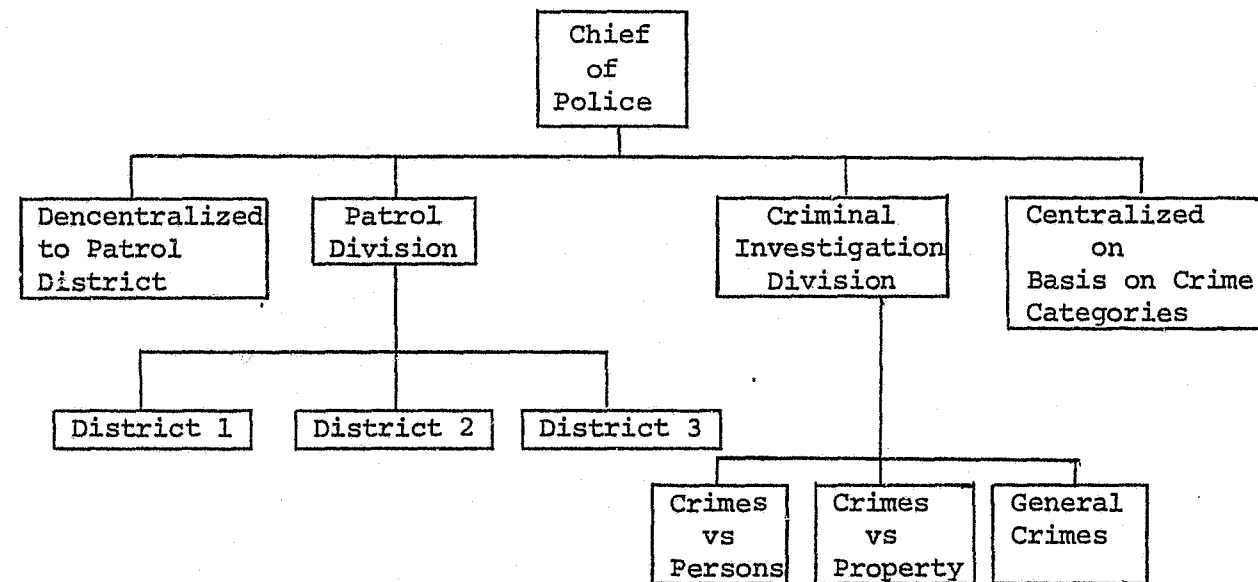 Chief
of
Police
Dencentralized
to Patrol
District
Patrol
Division
Criminal
Investigation
Division
Centralized
on
Basis on Crime
Categories
District 1
District 2
District 3
Crimes
vs
Persons
Crimes
vs
Property
General
Crimes